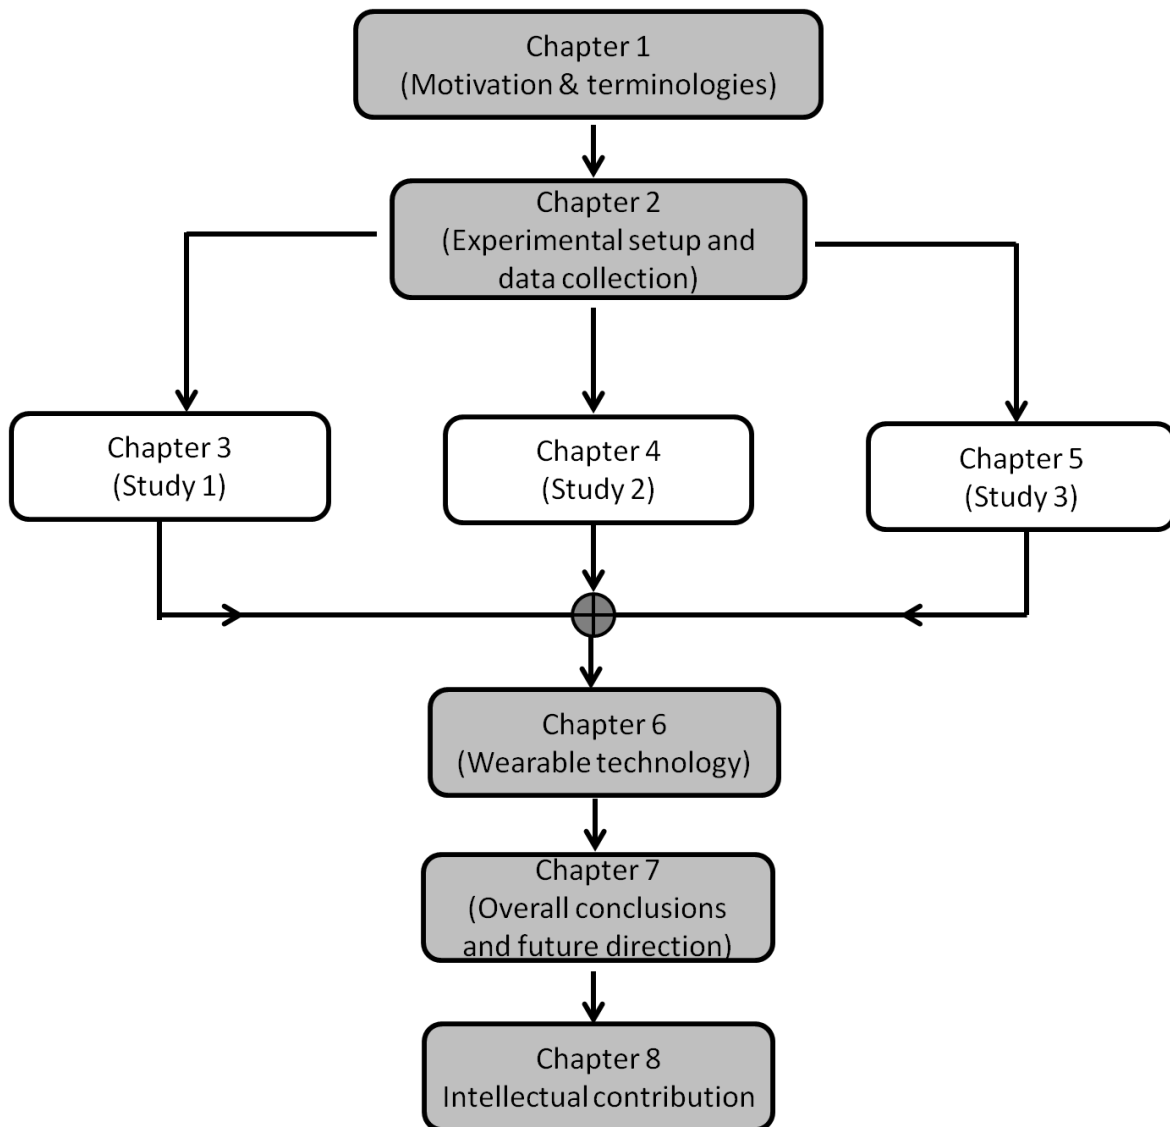 Chapter 1
(Motivation & terminologies)
Chapter 2
(Experimental setup and
data collection)
Chapter 3
(Study 1)
Chapter 4
(Study 2)
Chapter 5
(Study 3)
Chapter 6
(Wearable technology)
Chapter 7
(Overall conclusions
and future direction)
Chapter 8
Intellectual contribution